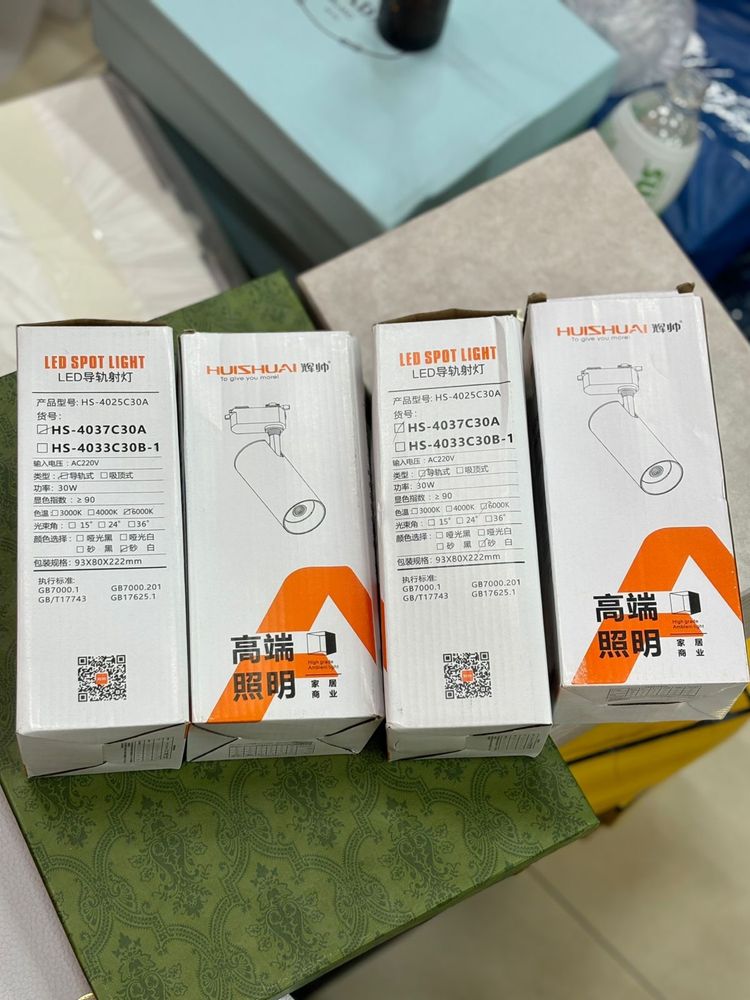 LED SPOT LIGHT
LED导轨射灯
产品型号: HS-4025C30A
货号:
☑HS-4037C30A
☐HS-4033C30B-1
输入电压: AC220V
类型: ☑导轨式 ☐吸顶式
功率: 30W
显色指数: ≥90
色温: ☐3000K ☐4000K ☑6000K
光束角: ☐15° ☐24° ☐36°
颜色选择: ☐哑光黑 ☐哑光白
☐砂 黑 ☑砂 白
包装规格: 93X80X222mm
执行标准:
GB7000.1 GB7000.201
GB/T17743 GB17625.1
HUISHUAI 辉帅®
To give you more!
高端
照明
High grade
Ambient light
家居
商业
LED SPOT LIGHT
LED导轨射灯
产品型号: HS-4025C30A
货号:
☑HS-4037C30A
☐HS-4033C30B-1
输入电压: AC220V
类型: ☑导轨式 ☐吸顶式
功率: 30W
显色指数: ≥90
色温: ☐3000K ☐4000K ☑6000K
光束角: ☐15° ☐24° ☐36°
颜色选择: ☐哑光黑 ☐哑光白
☐砂 黑 ☑砂 白
包装规格: 93X80X222mm
执行标准:
GB7000.1 GB7000.201
GB/T17743 GB17625.1
HUISHUAI 辉帅®
To give you more!
高端
照明
High grade
Ambient light
家居
商业